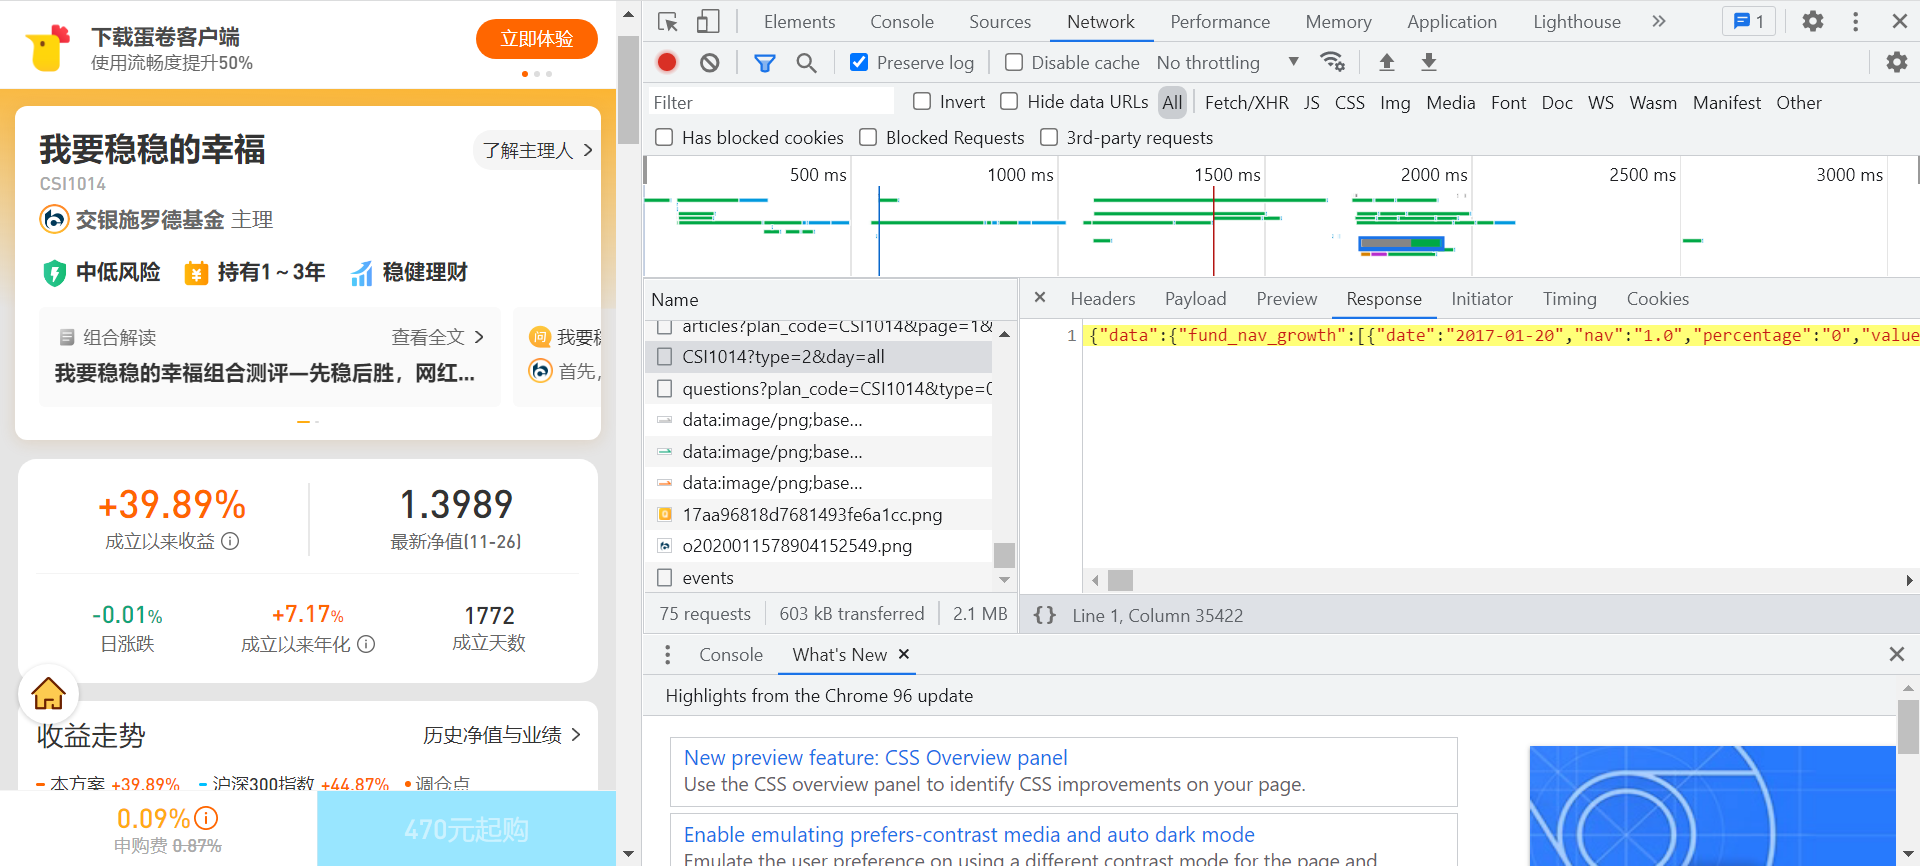 下载蛋卷客户端
使用流畅度提升50%
立即体验
我要稳稳的幸福
了解主理人
CSI1014
交银施罗德基金 主理
中低风险
持有1~3年
稳健理财
组合解读
查看全文
我要稳稳的幸福组合测评—先稳后胜，网红...
问
我要稳
首先，
+39.89%
成立以来收益
1.3989
最新净值(11-26)
-0.01%
日涨跌
+7.17%
成立以来年化
1772
成立天数
收益走势
历史净值与业绩
本方案 +39.89% 沪深300指数 +44.87% 调仓点
0.09%
申购费 0.87%
470元起购
Elements Console Sources Network Performance Memory Application Lighthouse 1
Preserve log Disable cache No throttling
Filter Invert Hide data URLs All Fetch/XHR JS CSS Img Media Font Doc WS Wasm Manifest Other
Has blocked cookies Blocked Requests 3rd-party requests
500 ms 1000 ms 1500 ms 2000 ms 2500 ms 3000 ms
Name
articles?plan_code=CSI1014&page=1&
CSI1014?type=2&day=all
questions?plan_code=CSI1014&type=0
data:image/png;base...
data:image/png;base...
data:image/png;base...
17aa96818d7681493fe6a1cc.png
o2020011578904152549.png
events
75 requests 603 kB transferred 2.1 MB
Headers Payload Preview Response Initiator Timing Cookies
1 {"data":{"fund_nav_growth":[{"date":"2017-01-20","nav":"1.0","percentage":"0","value
{} Line 1, Column 35422
Console What's New
Highlights from the Chrome 96 update
New preview feature: CSS Overview panel
Use the CSS overview panel to identify CSS improvements on your page.
Enable emulating prefers-contrast media and auto dark mode
Emulate the user preference on using a different contrast mode for the page and